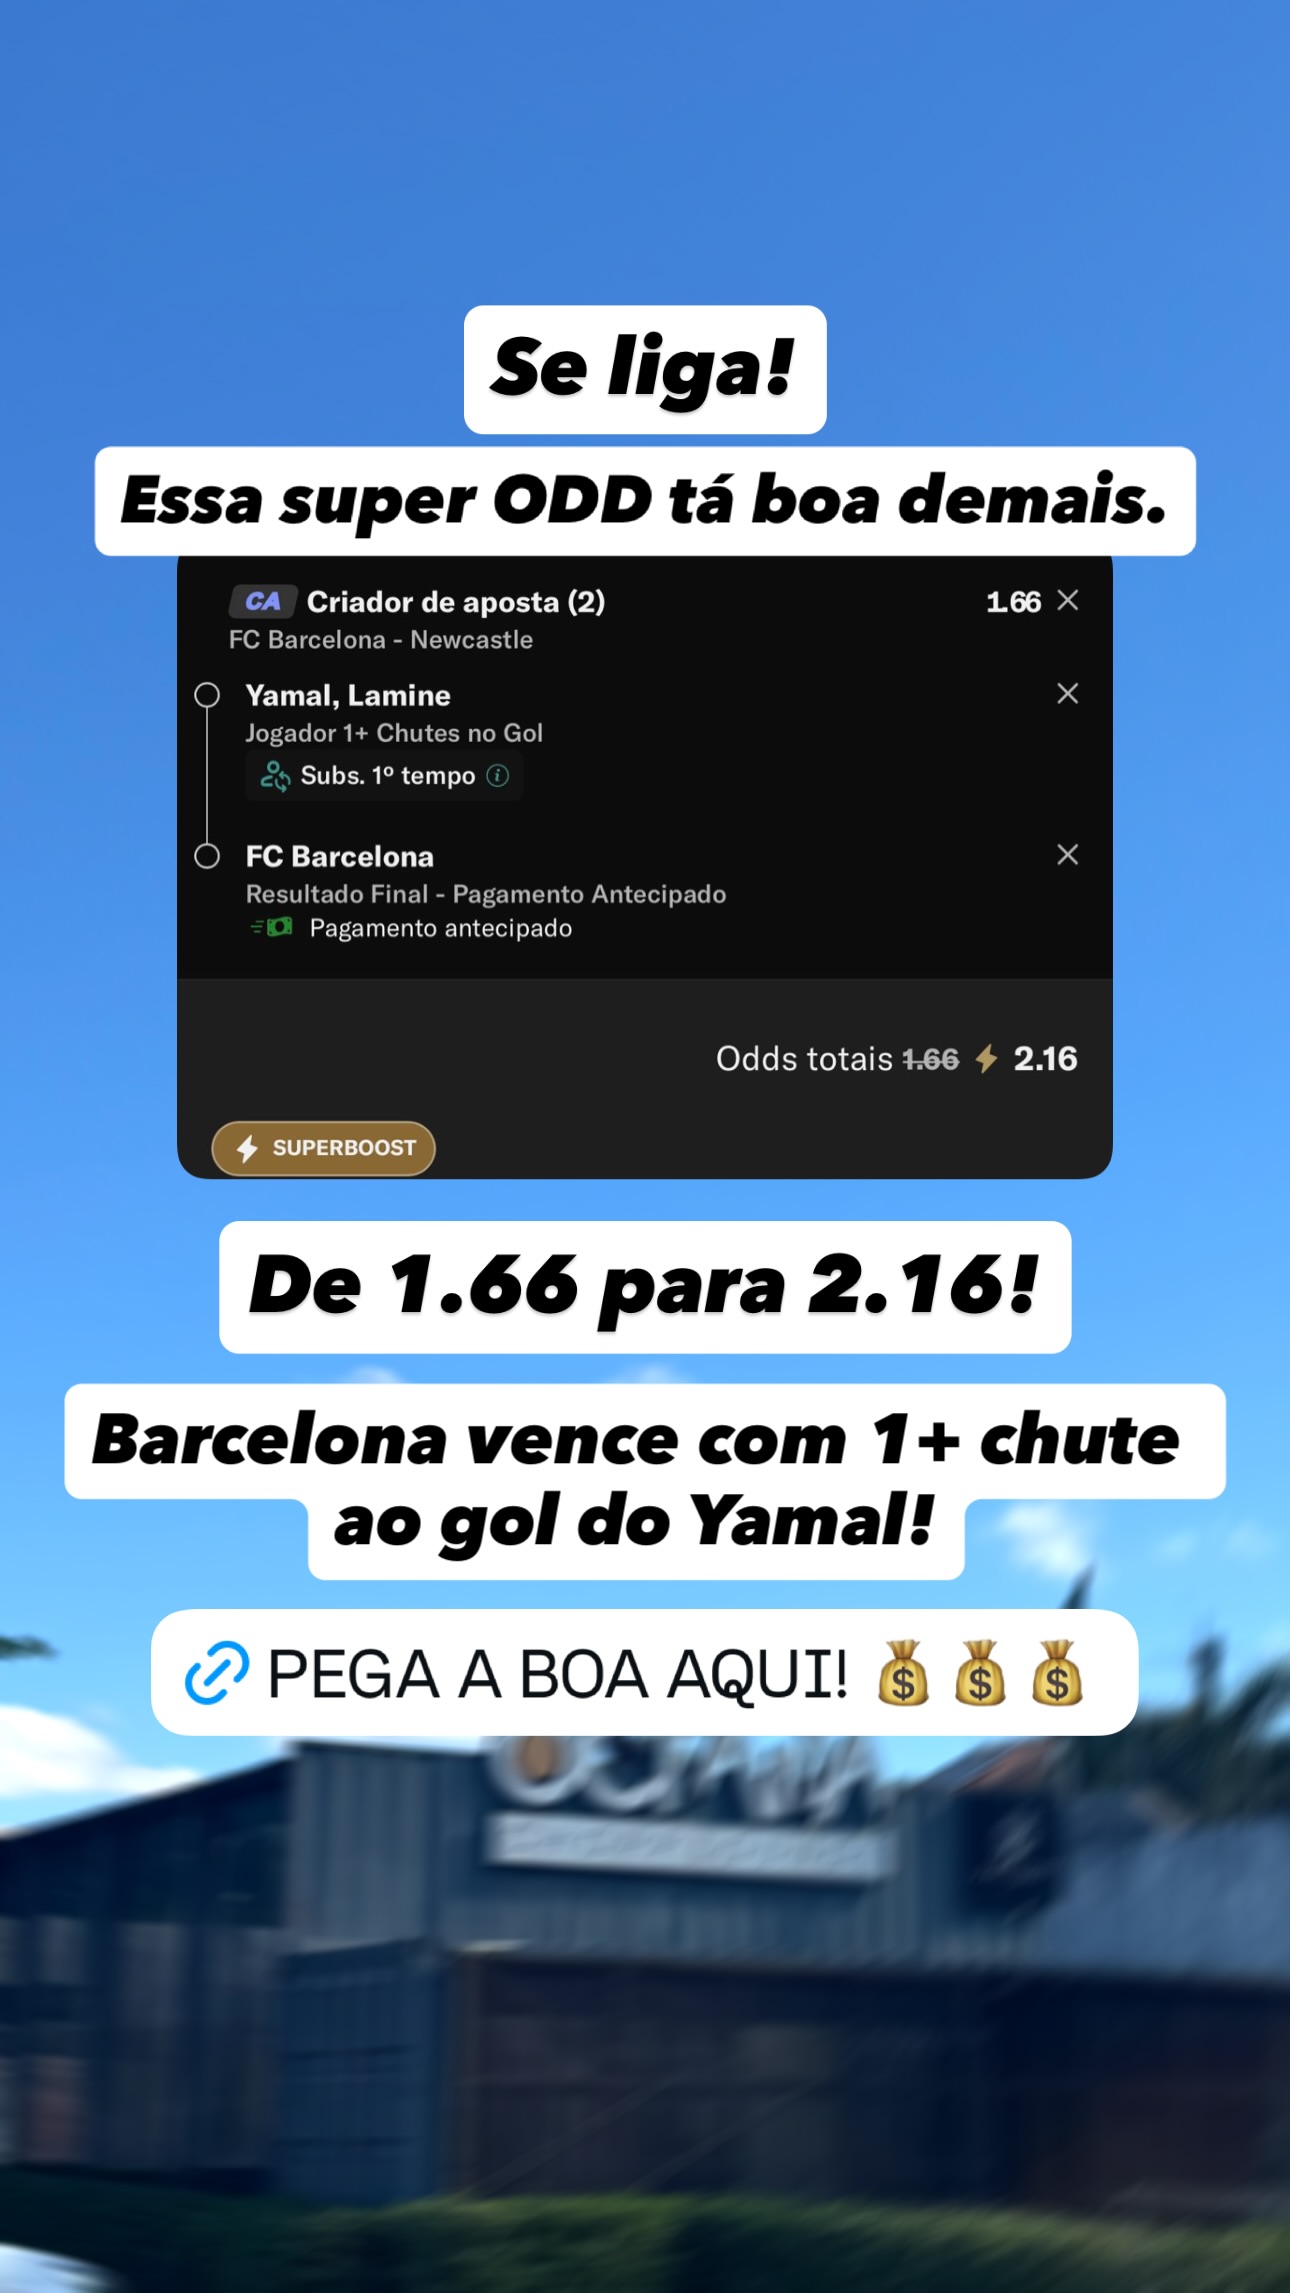 Se liga!
Essa super ODD tá boa demais.
CA Criador de aposta (2) 1.66
FC Barcelona - Newcastle
Yamal, Lamine
Jogador 1+ Chutes no Gol
Subs. 1º tempo
FC Barcelona
Resultado Final - Pagamento Antecipado
Pagamento antecipado
Odds totais 1.66 2.16
SUPERBOOST
De 1.66 para 2.16!
Barcelona vence com 1+ chute
ao gol do Yamal!
PEGA A BOA AQUI! 💰💰💰